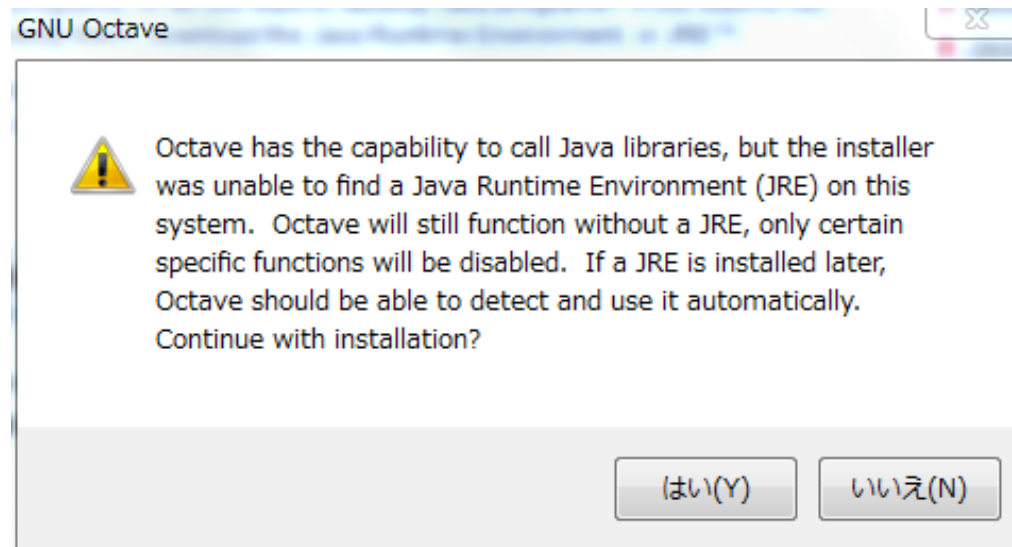 GNU Octave
Octave has the capability to call Java libraries, but the installer
was unable to find a Java Runtime Environment (JRE) on this
system.  Octave will still function without a JRE, only certain
specific functions will be disabled.  If a JRE is installed later,
Octave should be able to detect and use it automatically.
Continue with installation?
はい(Y)
いいえ(N)